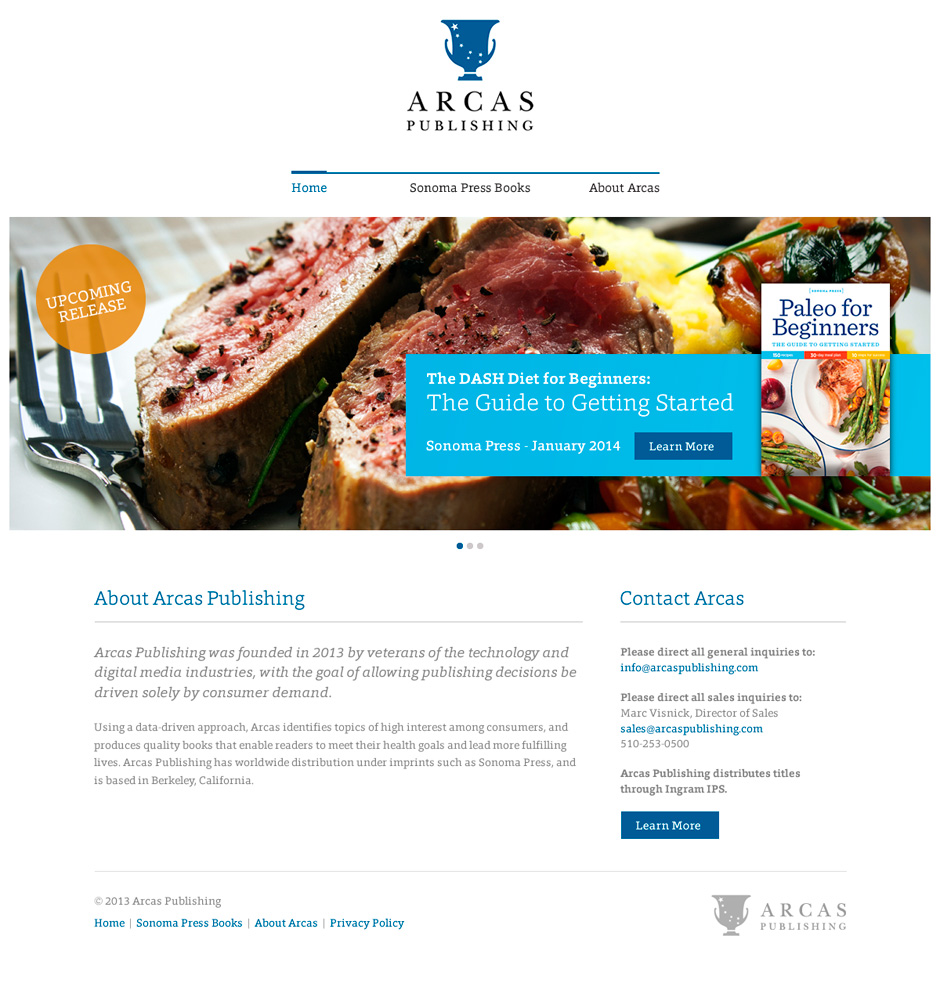 ARCAS
PUBLISHING
Home
Sonoma Press Books
About Arcas
UPCOMING
RELEASE
Paleo for
Beginners
THE GUIDE TO GETTING STARTED
The DASH Diet for Beginners:
The Guide to Getting Started
Sonoma Press - January 2014
Learn More
About Arcas Publishing
Arcas Publishing was founded in 2013 by veterans of the technology and
digital media industries, with the goal of allowing publishing decisions be
driven solely by consumer demand.
Using a data-driven approach, Arcas identifies topics of high interest among consumers, and
produces quality books that enable readers to meet their health goals and lead more fulfilling
lives. Arcas Publishing has worldwide distribution under imprints such as Sonoma Press, and
is based in Berkeley, California.
Contact Arcas
Please direct all general inquiries to:
info@arcaspublishing.com
Please direct all sales inquiries to:
Marc Visnick, Director of Sales
sales@arcaspublishing.com
510-253-0500
Arcas Publishing distributes titles
through Ingram IPS.
Learn More
© 2013 Arcas Publishing
Home | Sonoma Press Books | About Arcas | Privacy Policy
ARCAS
PUBLISHING